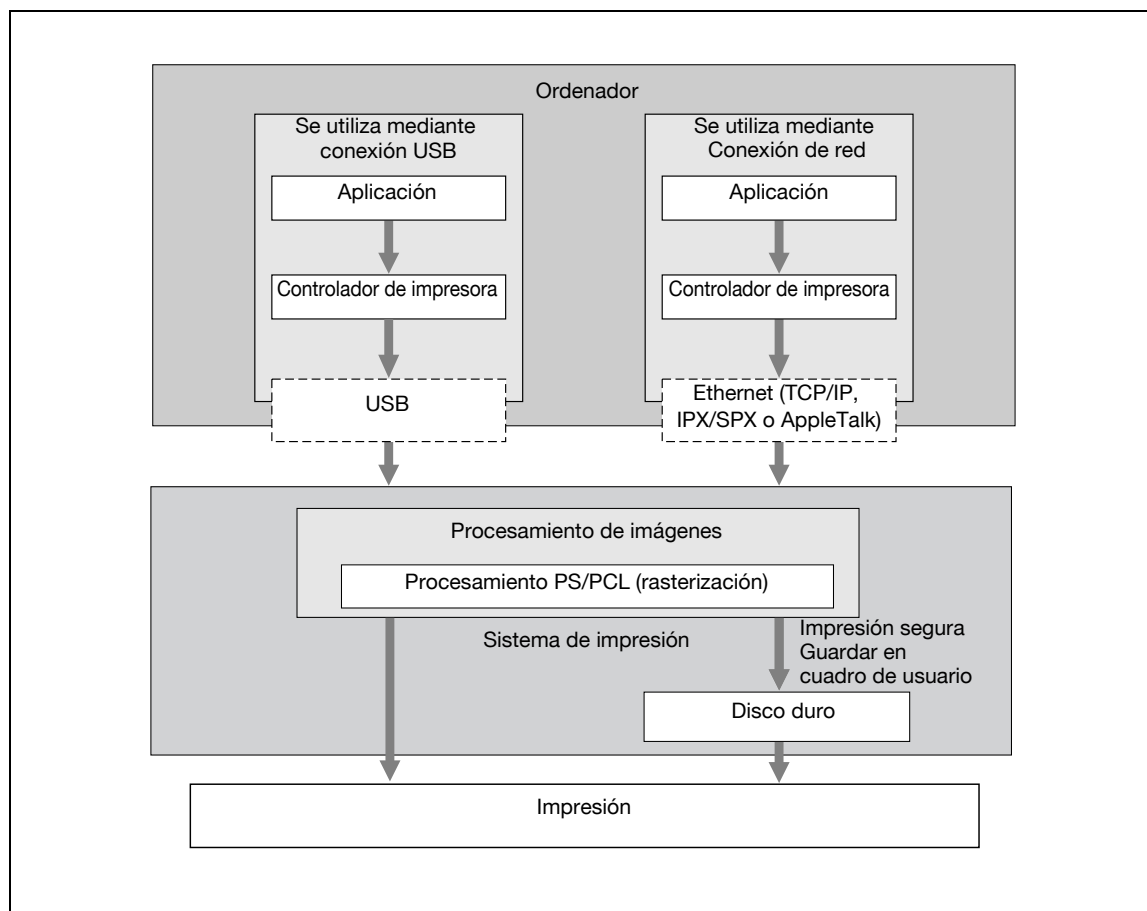 Ordenador
Se utiliza mediante
conexión USB
Aplicación
Controlador de impresora
USB
Se utiliza mediante
Conexión de red
Aplicación
Controlador de impresora
Ethernet (TCP/IP,
IPX/SPX o AppleTalk)
Procesamiento de imágenes
Procesamiento PS/PCL (rasterización)
Sistema de impresión
Impresión segura
Guardar en
cuadro de usuario
Disco duro
Impresión